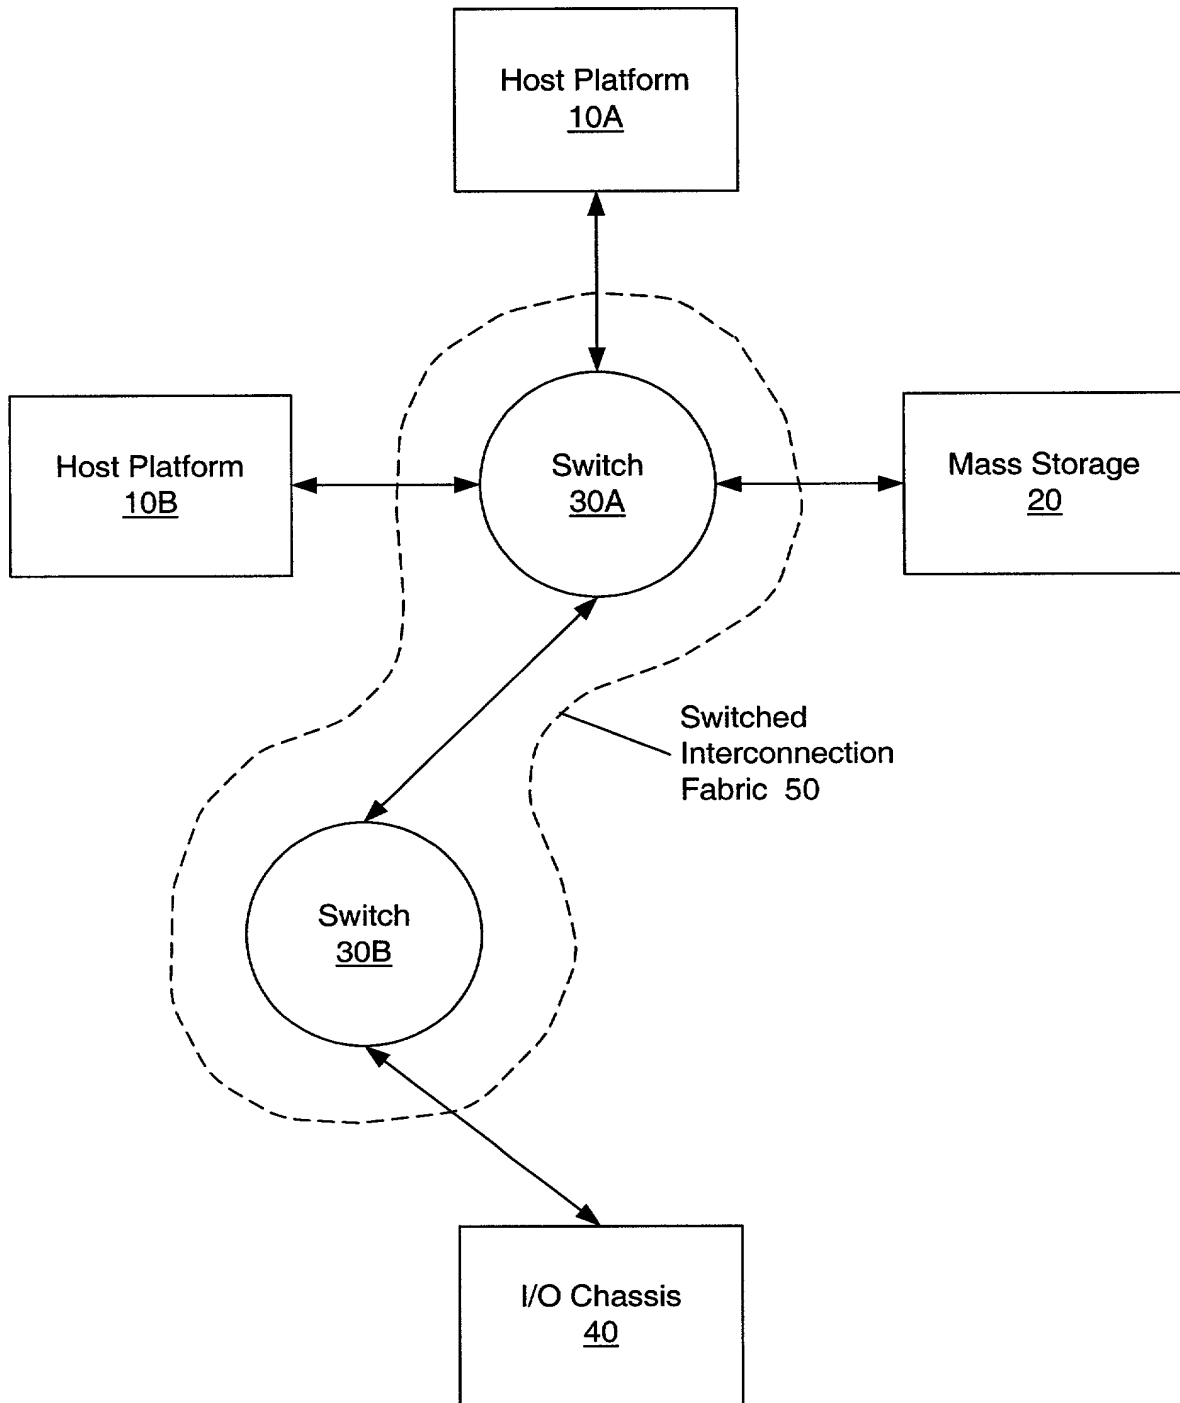 Host Platform
10A
Host Platform
10B
Switch
30A
Mass Storage
20
Switched
Interconnection
Fabric 50
Switch
30B
I/O Chassis
40